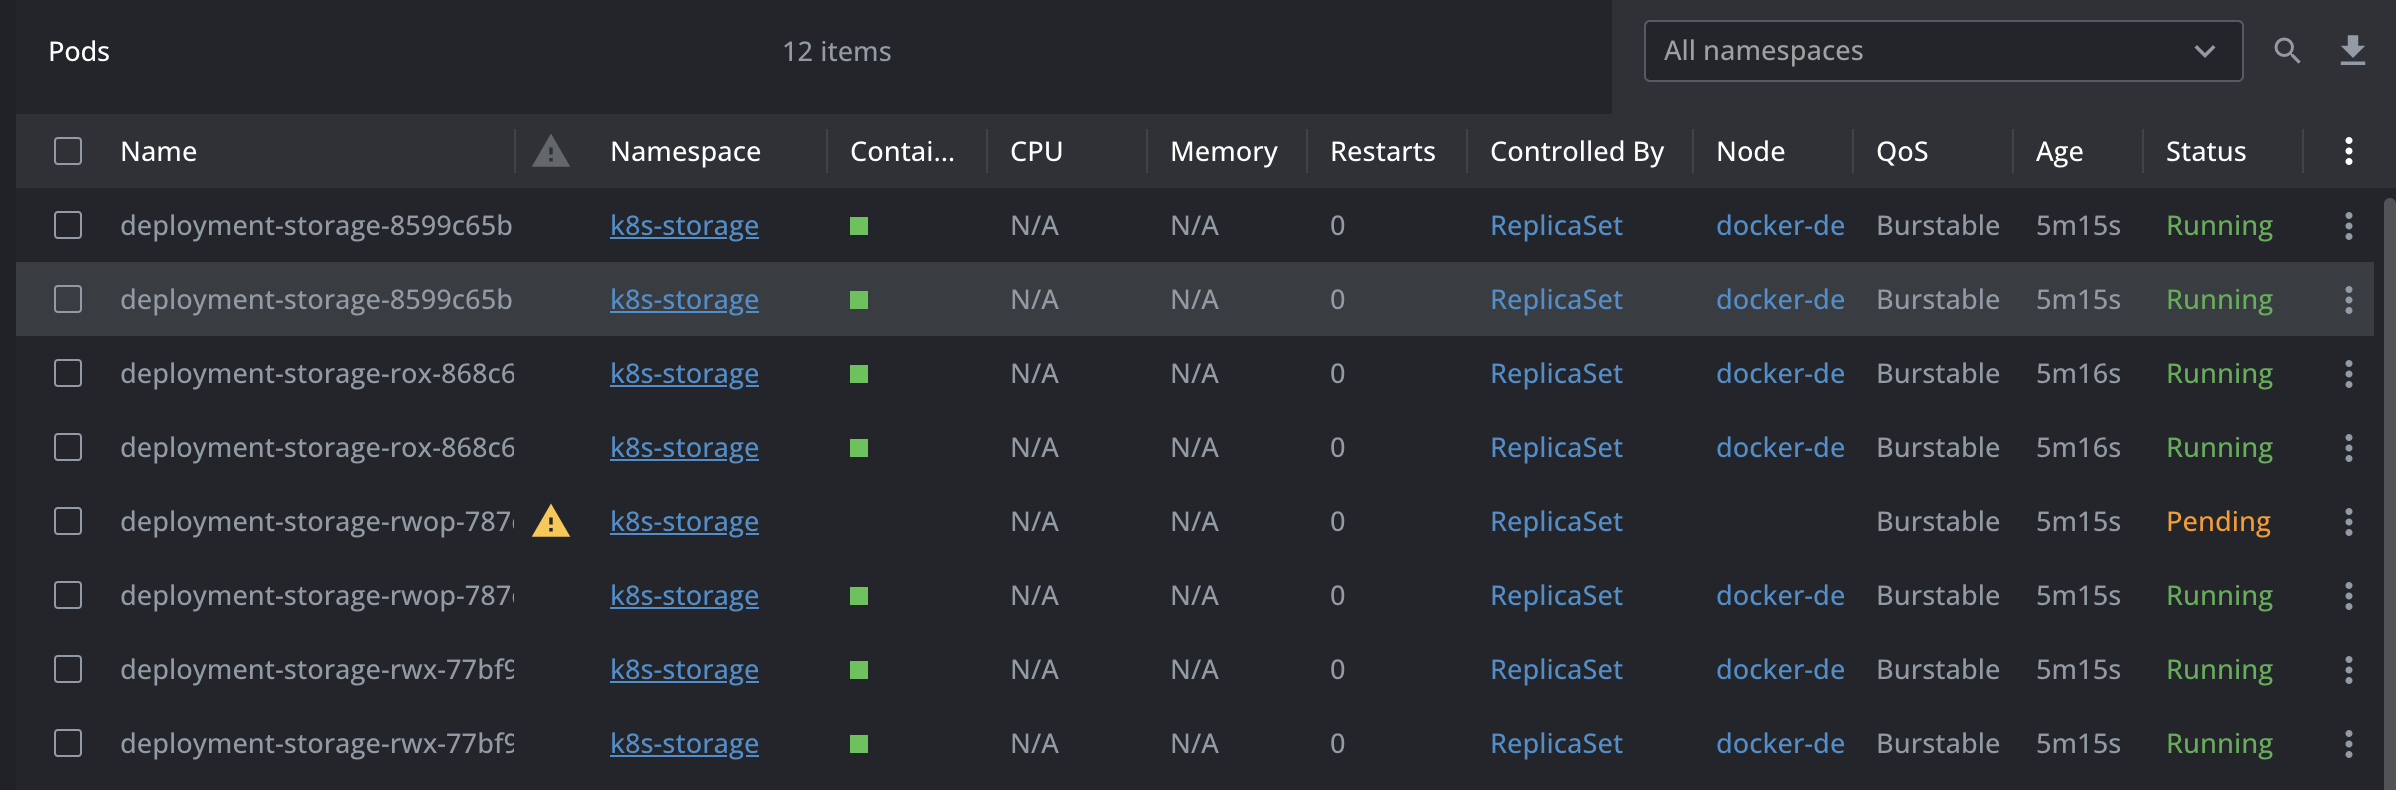 Pods 12 items All namespaces
Name Namespace Contai... CPU Memory Restarts Controlled By Node QoS Age Status
deployment-storage-8599c65b k8s-storage N/A N/A 0 ReplicaSet docker-de Burstable 5m15s Running
deployment-storage-8599c65b k8s-storage N/A N/A 0 ReplicaSet docker-de Burstable 5m15s Running
deployment-storage-rox-868c6 k8s-storage N/A N/A 0 ReplicaSet docker-de Burstable 5m16s Running
deployment-storage-rox-868c6 k8s-storage N/A N/A 0 ReplicaSet docker-de Burstable 5m16s Running
deployment-storage-rwop-787 k8s-storage N/A N/A 0 ReplicaSet Burstable 5m15s Pending
deployment-storage-rwop-787 k8s-storage N/A N/A 0 ReplicaSet docker-de Burstable 5m15s Running
deployment-storage-rwx-77bf9 k8s-storage N/A N/A 0 ReplicaSet docker-de Burstable 5m15s Running
deployment-storage-rwx-77bf9 k8s-storage N/A N/A 0 ReplicaSet docker-de Burstable 5m15s Running